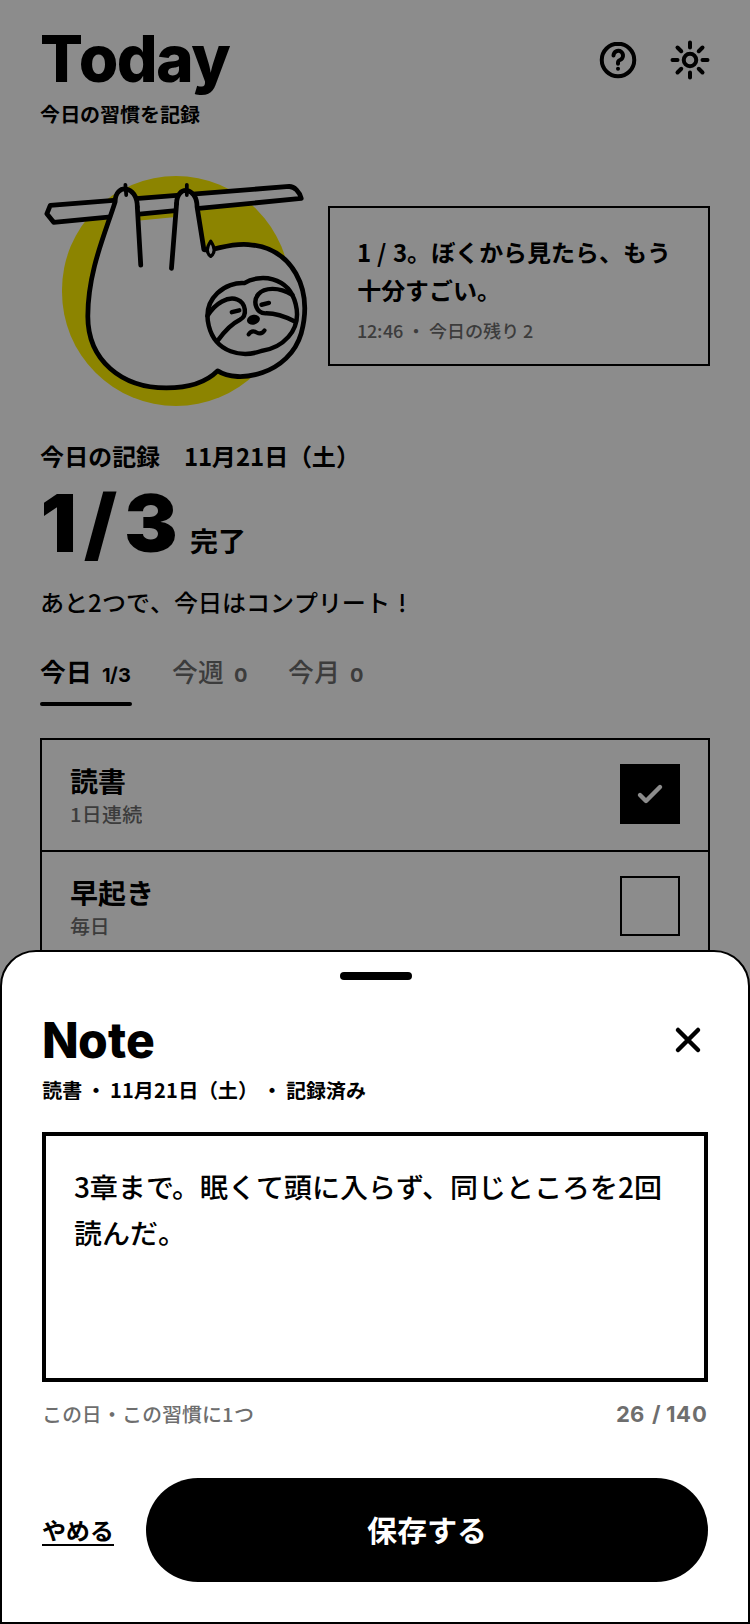 Today
今日の習慣を記録
1 / 3。ぼくから見たら、もう
十分すごい。
12:46 ・ 今日の残り 2
今日の記録　11月21日（土）
1/3 完了
あと2つで、今日はコンプリート！
今日 1/3 今週 0 今月 0
読書
1日連続
早起き
毎日
Note
読書 ・ 11月21日（土） ・ 記録済み
3章まで。眠くて頭に入らず、同じところを2回
読んだ。
この日・この習慣に1つ
26 / 140
やめる
保存する